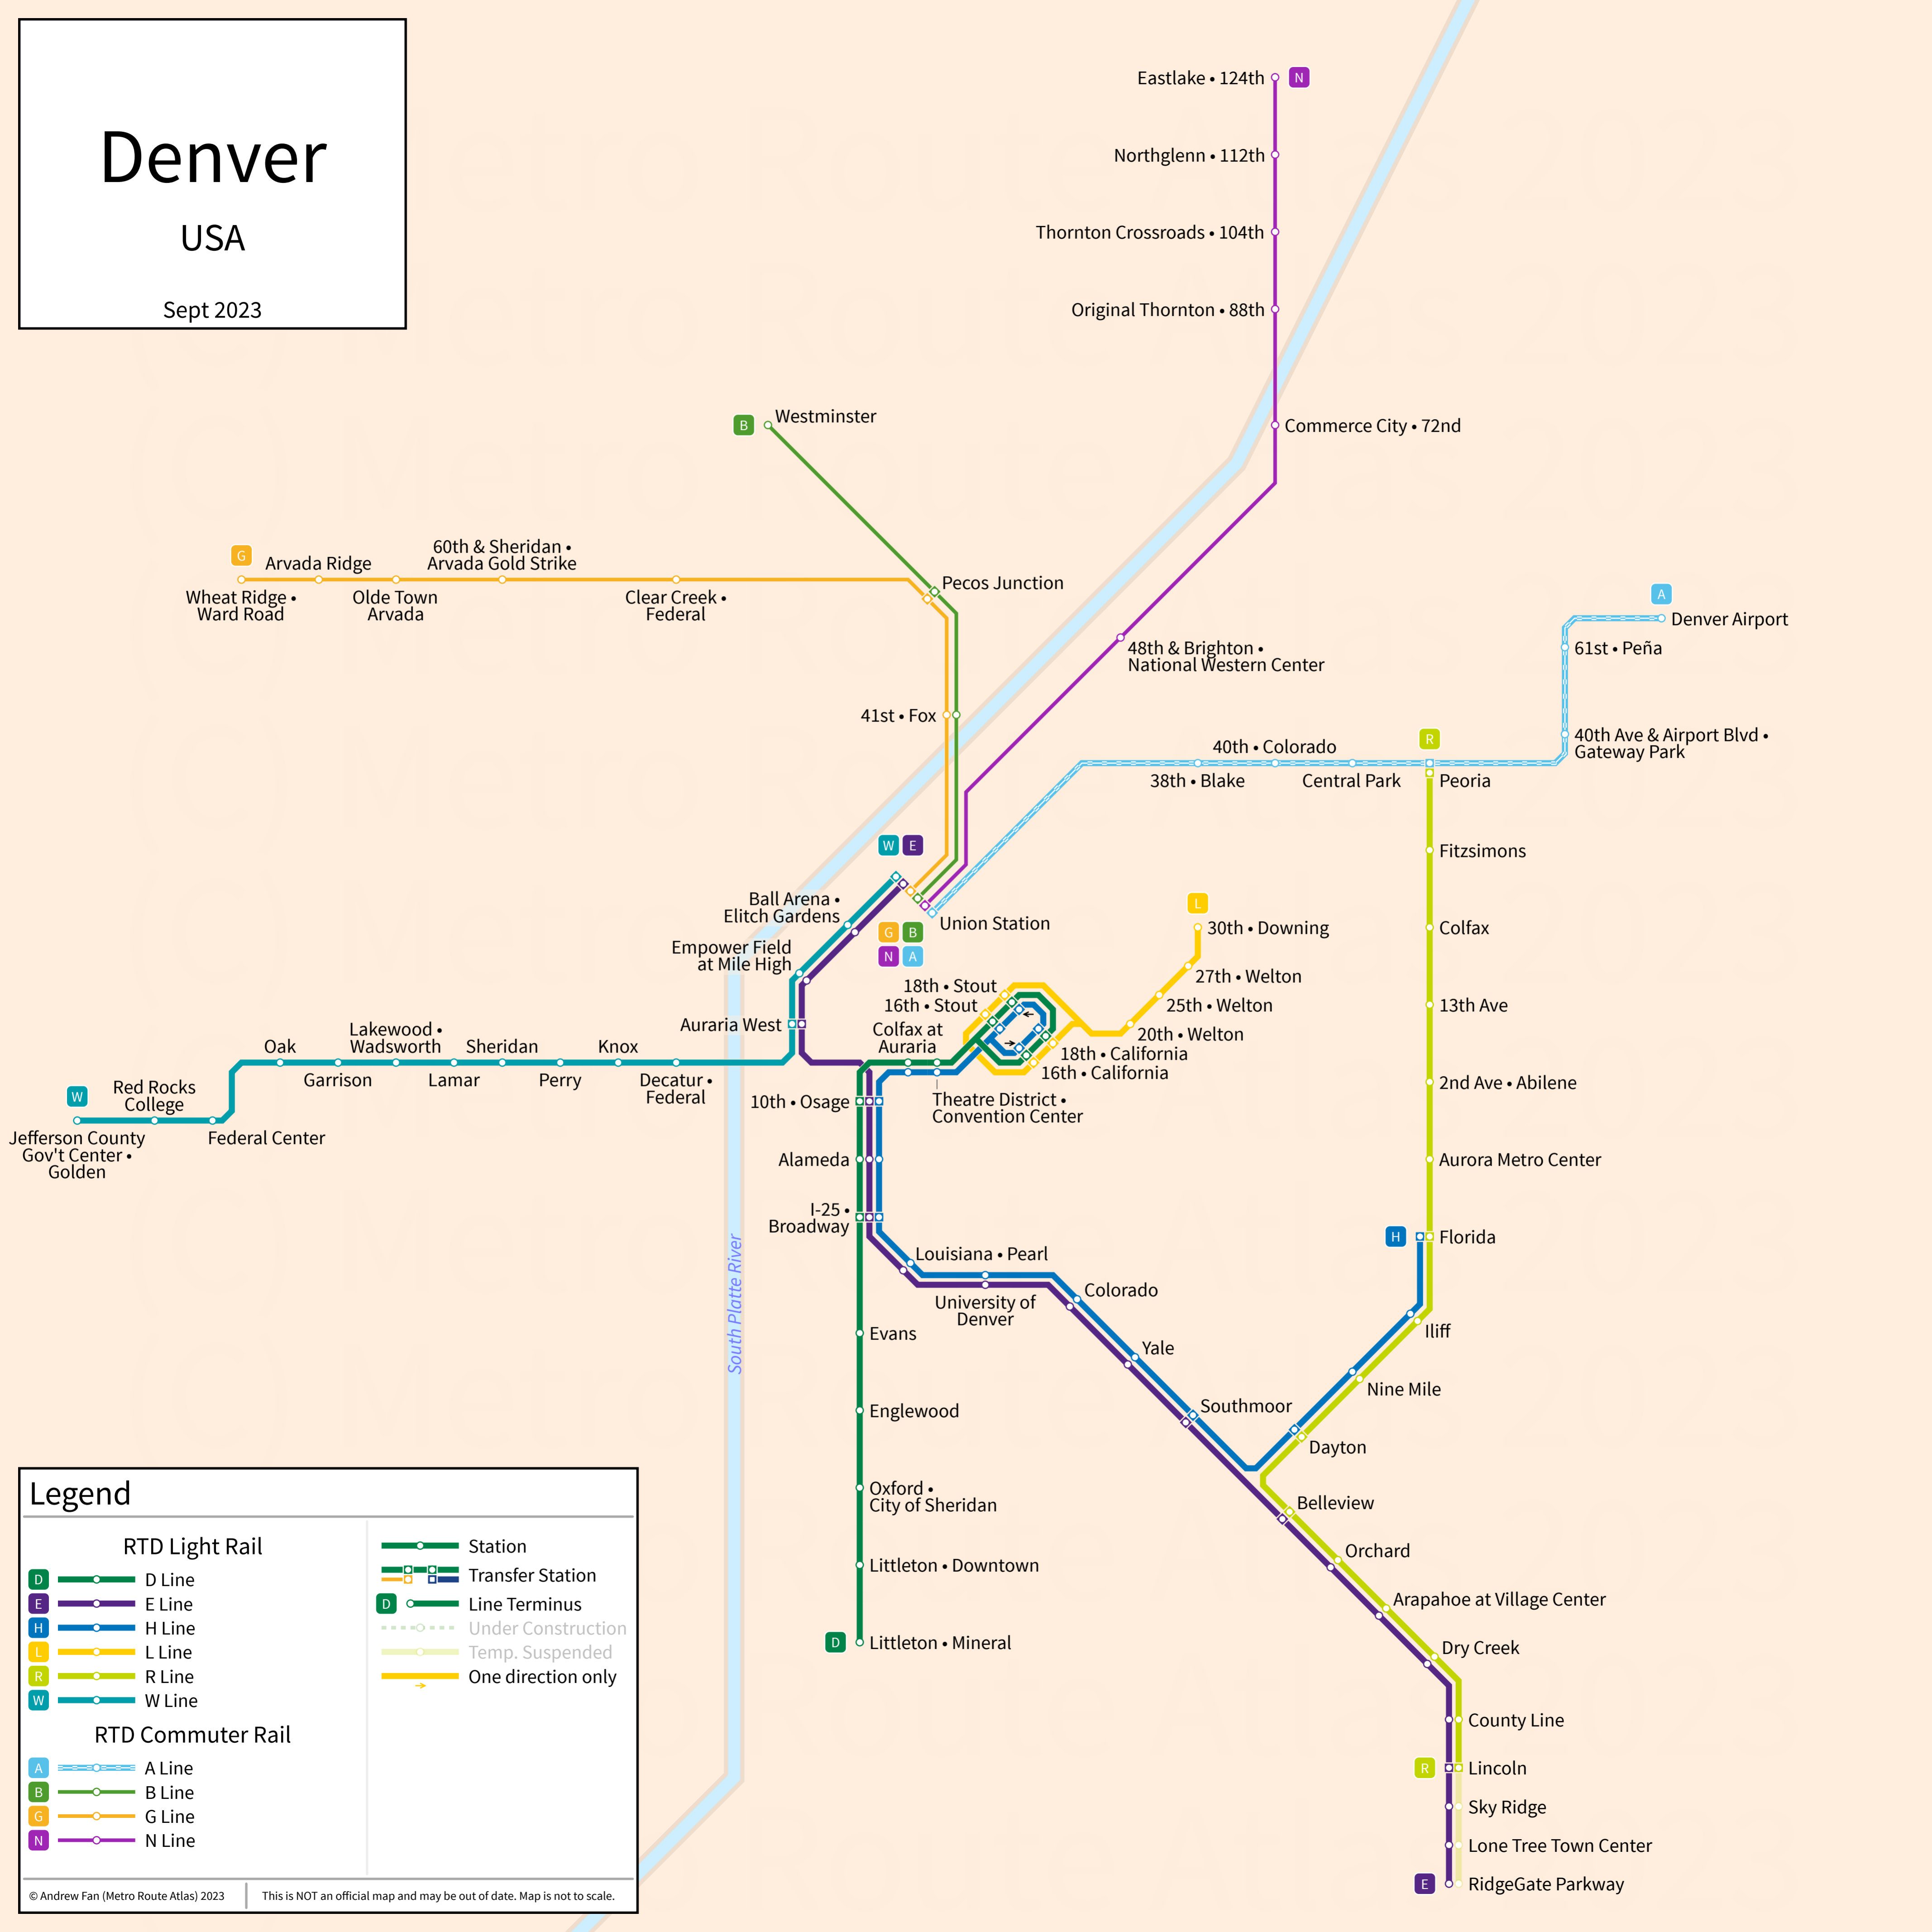 Denver
USA
Sept 2023
Eastlake • 124th
N
Northglenn • 112th
Thornton Crossroads • 104th
Original Thornton • 88th
Commerce City • 72nd
B
Westminster
G
Arvada Ridge
60th & Sheridan •
Arvada Gold Strike
Wheat Ridge •
Ward Road
Olde Town
Arvada
Clear Creek •
Federal
Pecos Junction
48th & Brighton •
National Western Center
A
Denver Airport
61st • Peña
41st • Fox
40th Ave & Airport Blvd •
Gateway Park
40th • Colorado
R
38th • Blake
Central Park
Peoria
Fitzsimons
W
E
Ball Arena •
Elitch Gardens
Union Station
G
B
N
A
L
30th • Downing
Colfax
Empower Field
at Mile High
27th • Welton
18th • Stout
16th • Stout
25th • Welton
13th Ave
Auraria West
Colfax at
Auraria
20th • Welton
18th • California
16th • California
Lakewood •
Wadsworth
Oak
Sheridan
Knox
Garrison
Lamar
Perry
Decatur •
Federal
W
Red Rocks
College
Jefferson County
Gov't Center •
Golden
Federal Center
10th • Osage
Theatre District •
Convention Center
2nd Ave • Abilene
Alameda
Aurora Metro Center
I-25 •
Broadway
H
Florida
Louisiana • Pearl
University of
Denver
Colorado
South Platte River
Evans
Iliff
Yale
Nine Mile
Englewood
Southmoor
Dayton
Oxford •
City of Sheridan
Belleview
Orchard
Littleton • Downtown
Arapahoe at Village Center
D
Littleton • Mineral
Dry Creek
County Line
R
Lincoln
Sky Ridge
Lone Tree Town Center
E
RidgeGate Parkway
Legend
RTD Light Rail
D
D Line
E
E Line
H
H Line
L
L Line
R
R Line
W
W Line
RTD Commuter Rail
A
A Line
B
B Line
G
G Line
N
N Line
Station
Transfer Station
D
Line Terminus
Under Construction
Temp. Suspended
One direction only
© Andrew Fan (Metro Route Atlas) 2023
This is NOT an official map and may be out of date. Map is not to scale.